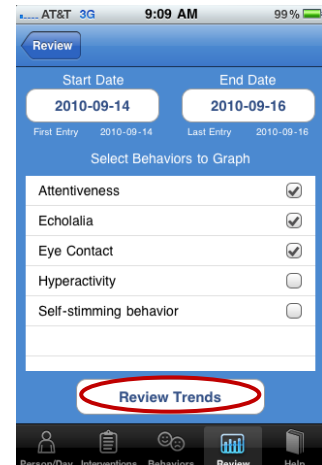 AT&T 3G 9:09 AM 99%
Review
Start Date End Date
2010-09-14 2010-09-16
First Entry 2010-09-14 Last Entry 2010-09-16
Select Behaviors to Graph
Attentiveness
Echolalia
Eye Contact
Hyperactivity
Self-stimming behavior
Review Trends
Person/Day Interventions Behaviors Review Help